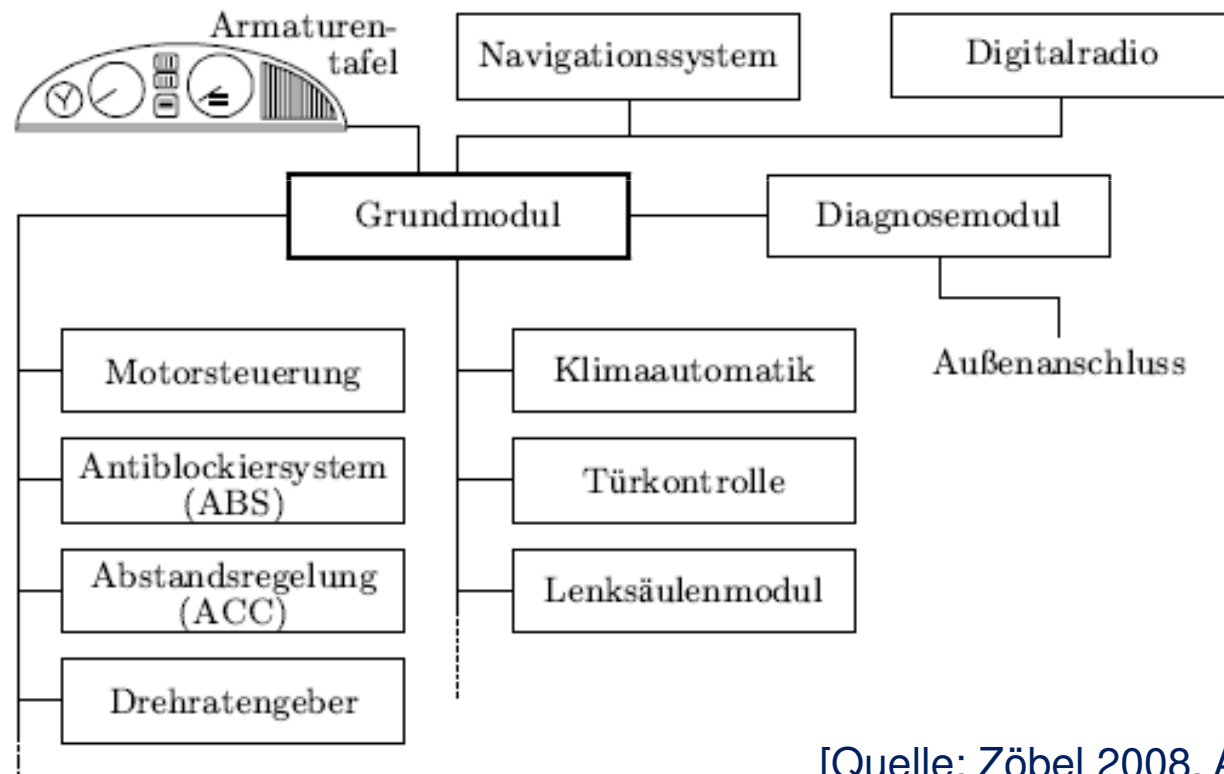 Armaturen-
tafel
Navigationssystem
Digitalradio
Grundmodul
Diagnosemodul
Außenanschluss
Motorsteuerung
Klimaautomatik
Antiblockiersystem
(ABS)
Türkontrolle
Abstandsregelung
(ACC)
Lenksäulenmodul
Drehratengeber
[Quelle: Zöbel 2008, A